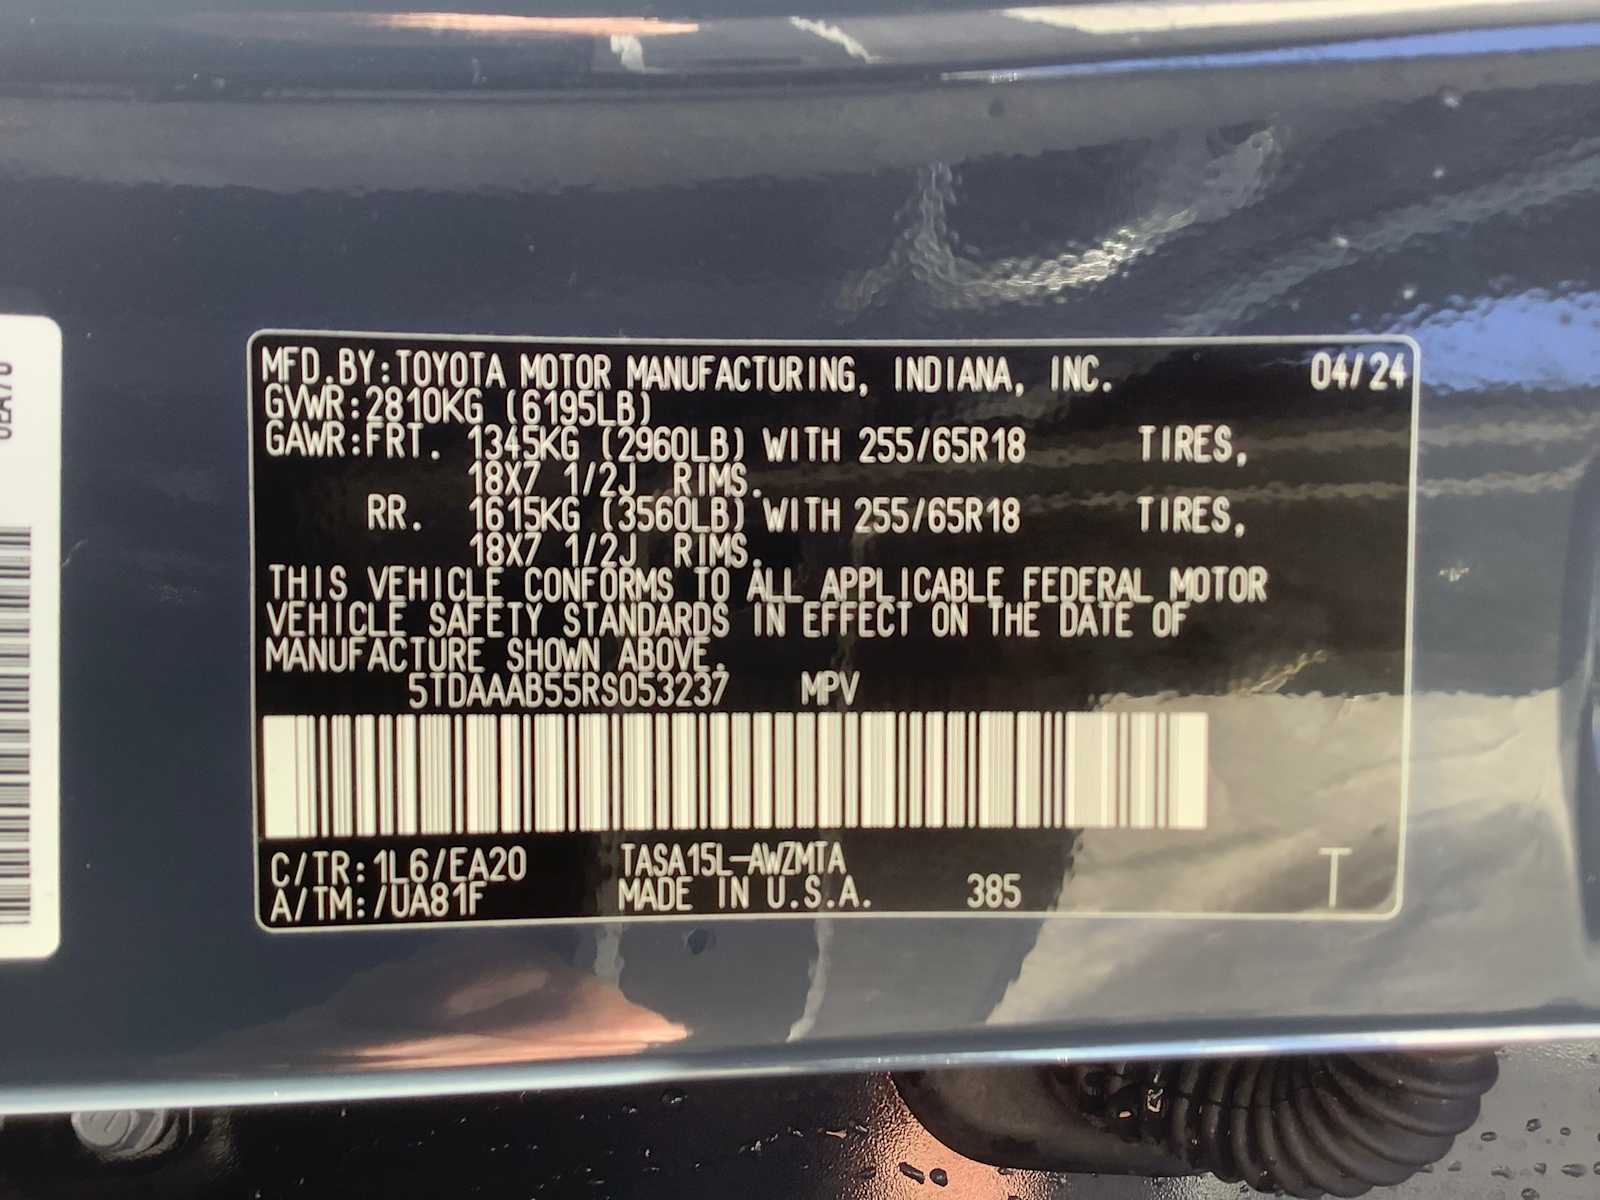 MFD.BY:TOYOTA MOTOR MANUFACTURING, INDIANA, INC. 04/24
GVWR:2810KG (6195LB)
GAWR:FRT. 1345KG (2960LB) WITH 255/65R18 TIRES,
18X7 1/2J RIMS.
RR. 1615KG (3560LB) WITH 255/65R18 TIRES,
18X7 1/2J RIMS.
THIS VEHICLE CONFORMS TO ALL APPLICABLE FEDERAL MOTOR
VEHICLE SAFETY STANDARDS IN EFFECT ON THE DATE OF
MANUFACTURE SHOWN ABOVE.
5TDAAAB55RS053237 MPV
C/TR:1L6/EA20 TASA15L-AWZMTA
A/TM:/UA81F MADE IN U.S.A. 385 T